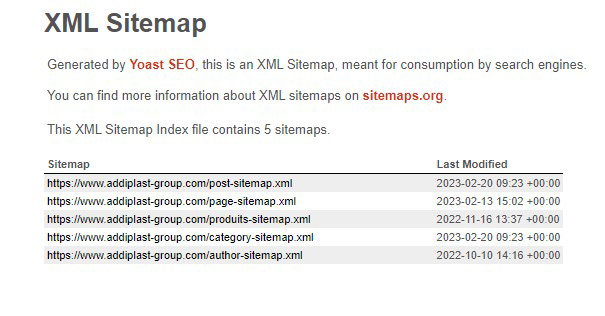 XML Sitemap
Generated by Yoast SEO, this is an XML Sitemap, meant for consumption by search engines.
You can find more information about XML sitemaps on sitemaps.org.
This XML Sitemap Index file contains 5 sitemaps.
Sitemap Last Modified
https://www.addiplast-group.com/post-sitemap.xml 2023-02-20 09:23 +00:00
https://www.addiplast-group.com/page-sitemap.xml 2023-02-13 15:02 +00:00
https://www.addiplast-group.com/produits-sitemap.xml 2022-11-16 13:37 +00:00
https://www.addiplast-group.com/category-sitemap.xml 2023-02-20 09:23 +00:00
https://www.addiplast-group.com/author-sitemap.xml 2022-10-10 14:16 +00:00